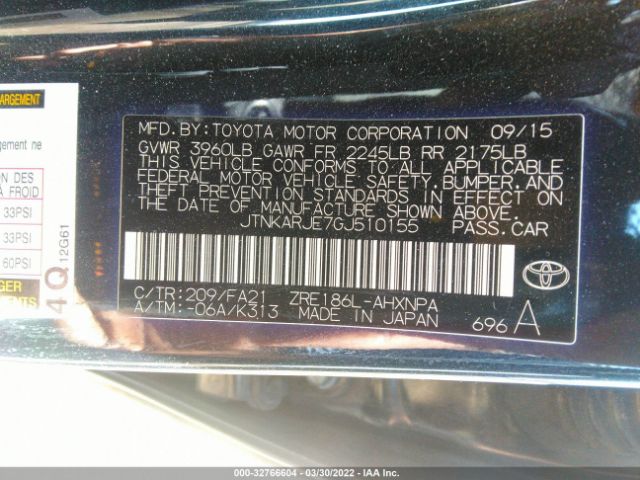 ARGEMENT
rgement ne
ON DES
A FROID
33PSI
33PSI
60PSI
4Q
12G61
MFD. BY: TOYOTA MOTOR CORPORATION 09/15
GVWR 3960LB GAWR FR 2245LB RR 2175LB
THIS VEHICLE CONFORMS TO ALL APPLICABLE
FEDERAL MOTOR VEHICLE SAFETY, BUMPER, AND
THEFT PREVENTION STANDARDS IN EFFECT ON
THE DATE OF MANUFACTURE SHOWN ABOVE.
JTNKARJE7GJ510155 PASS. CAR
C/TR: 209/FA21 ZRE186L-AHXNPA
A/TM: -06A/K313 MADE IN JAPAN
696 A
TOYOTA
000-32766604 / 03/30/2022 - IAA Inc.